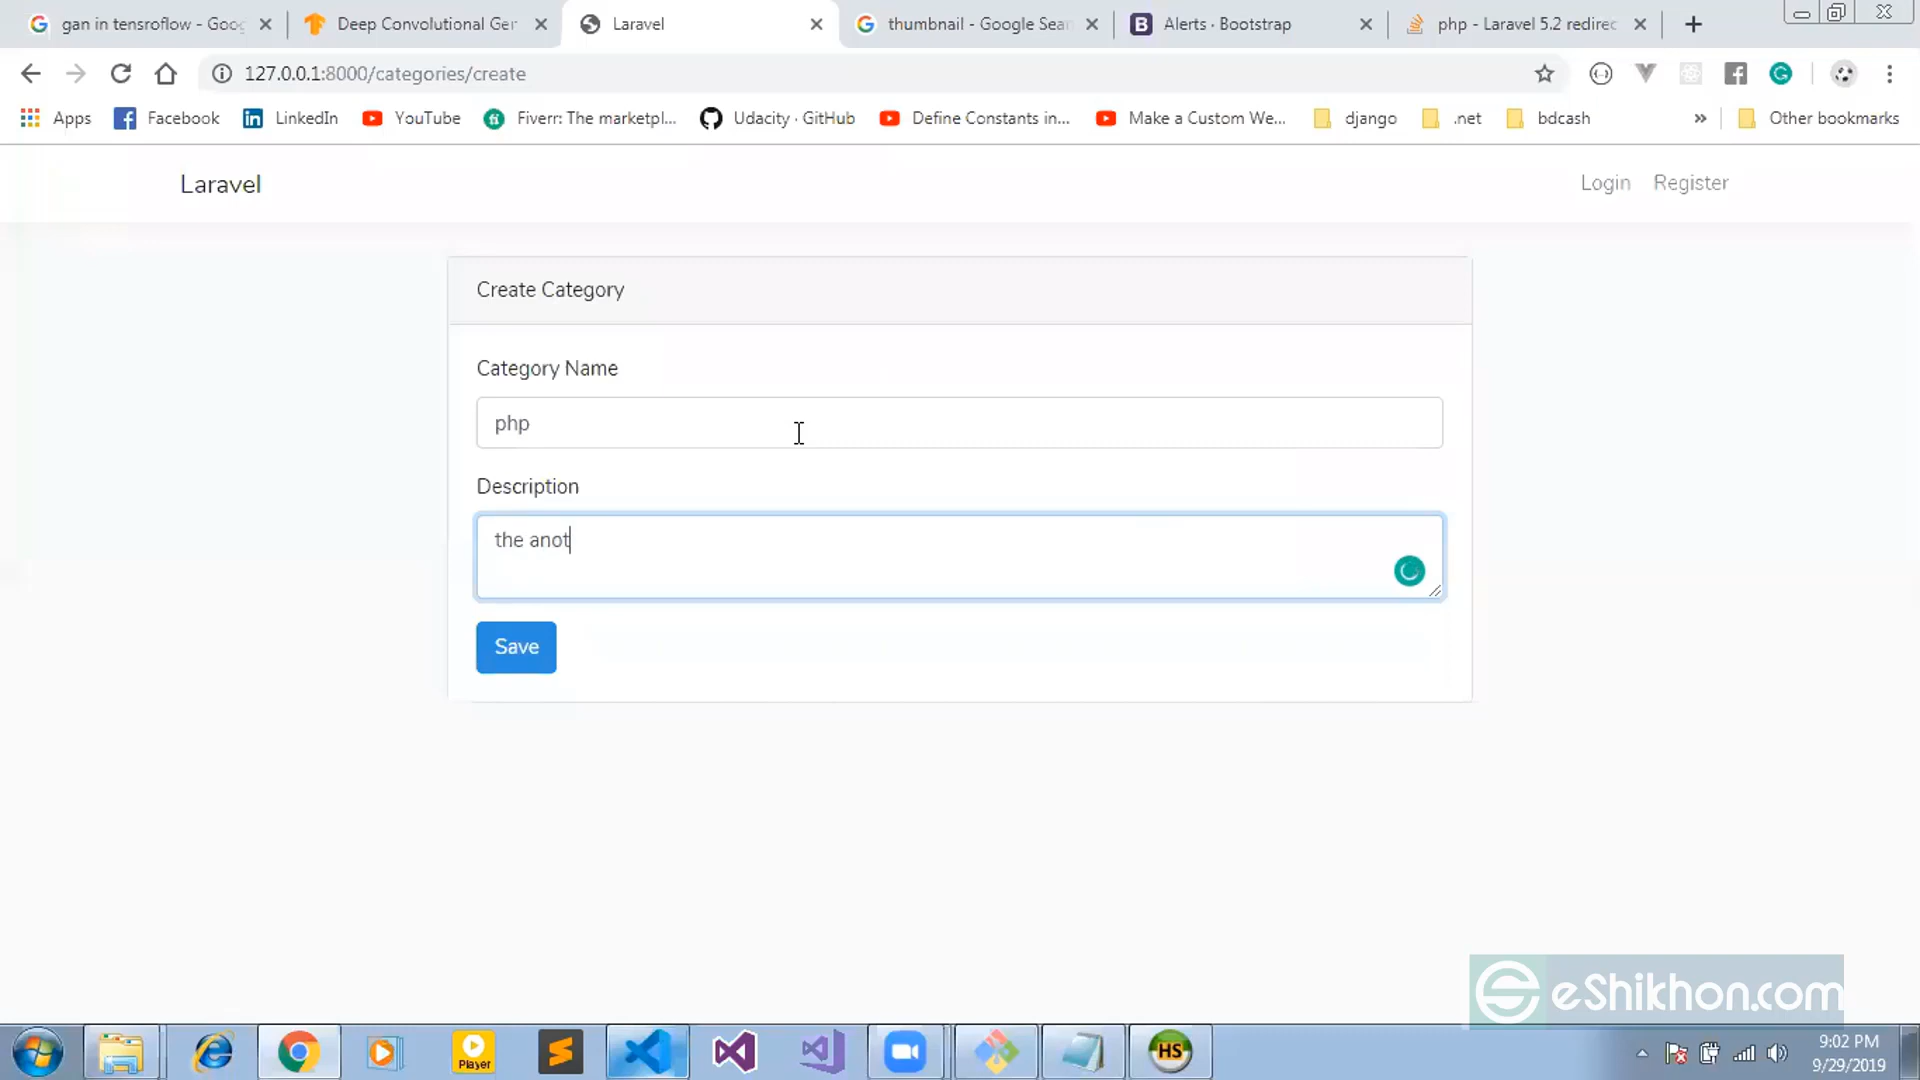 gan in tensroflow - Goog
Deep Convolutional Ger
Laravel
thumbnail - Google Sear
Alerts · Bootstrap
php - Laravel 5.2 redirec
127.0.0.1:8000/categories/create
Apps
Facebook
LinkedIn
YouTube
Fiverr: The marketpl...
Udacity · GitHub
Define Constants in...
Make a Custom We...
django
.net
bdcash
»
Other bookmarks
Laravel
Login
Register
Create Category
Category Name
php
Description
the anot
Save
eShikhon.com
Player
HS
9:02 PM
9/29/2019